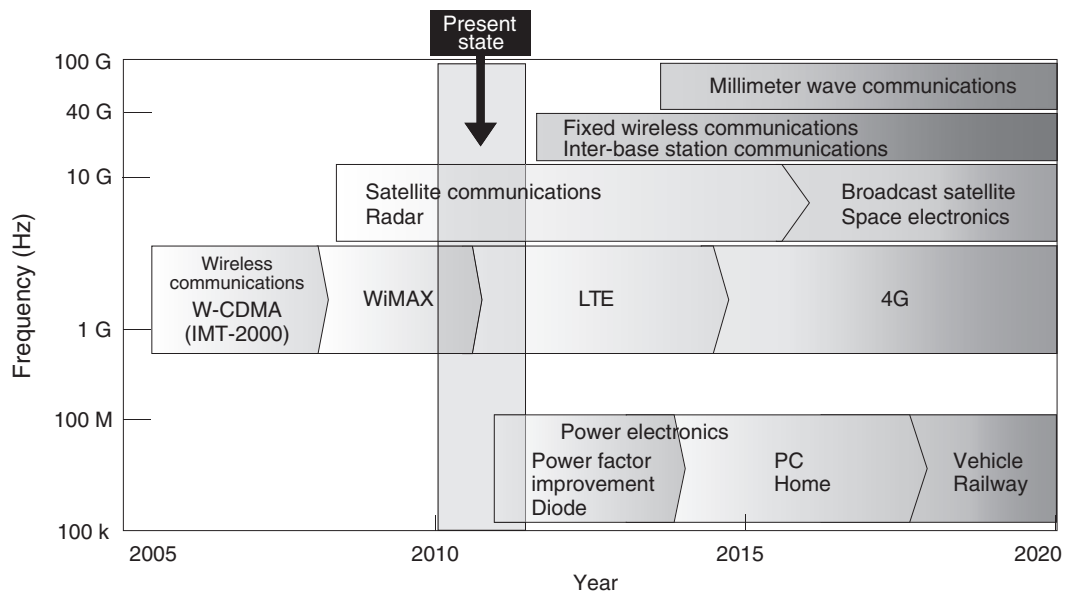 Present
state
100 G
40 G
10 G
1 G
100 M
100 k
Frequency (Hz)
Millimeter wave communications
Fixed wireless communications
Inter-base station communications
Satellite communications
Radar
Broadcast satellite
Space electronics
Wireless
communications
W-CDMA
(IMT-2000)
WiMAX
LTE
4G
Power electronics
Power factor
improvement
Diode
PC
Home
Vehicle
Railway
2005
2010
2015
2020
Year